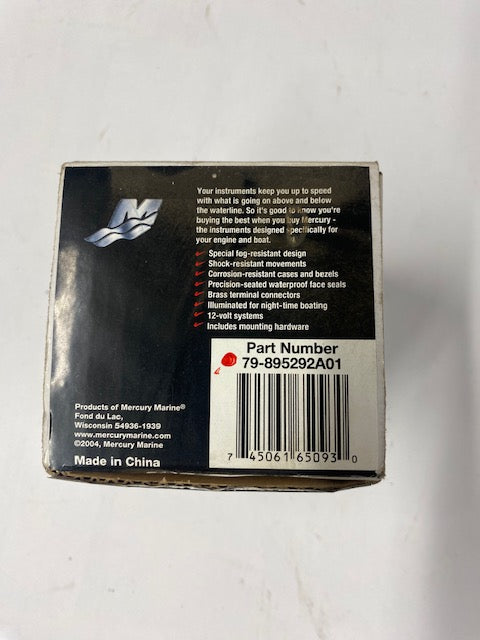 Your instruments keep you up to speed
with what is going on above and below
the waterline. So it's good to know you're
buying the best when you buy Mercury -
the instruments designed specifically for
your engine and boat.
Special fog-resistant design
Shock-resistant movements
Corrosion-resistant cases and bezels
Precision-seated waterproof face seals
Brass terminal connectors
Illuminated for night-time boating
12-volt systems
Includes mounting hardware
Part Number
79-895292A01
7 45061 65093 0
Products of Mercury Marine®
Fond du Lac,
Wisconsin 54936-1939
www.mercurymarine.com
©2004, Mercury Marine
Made in China